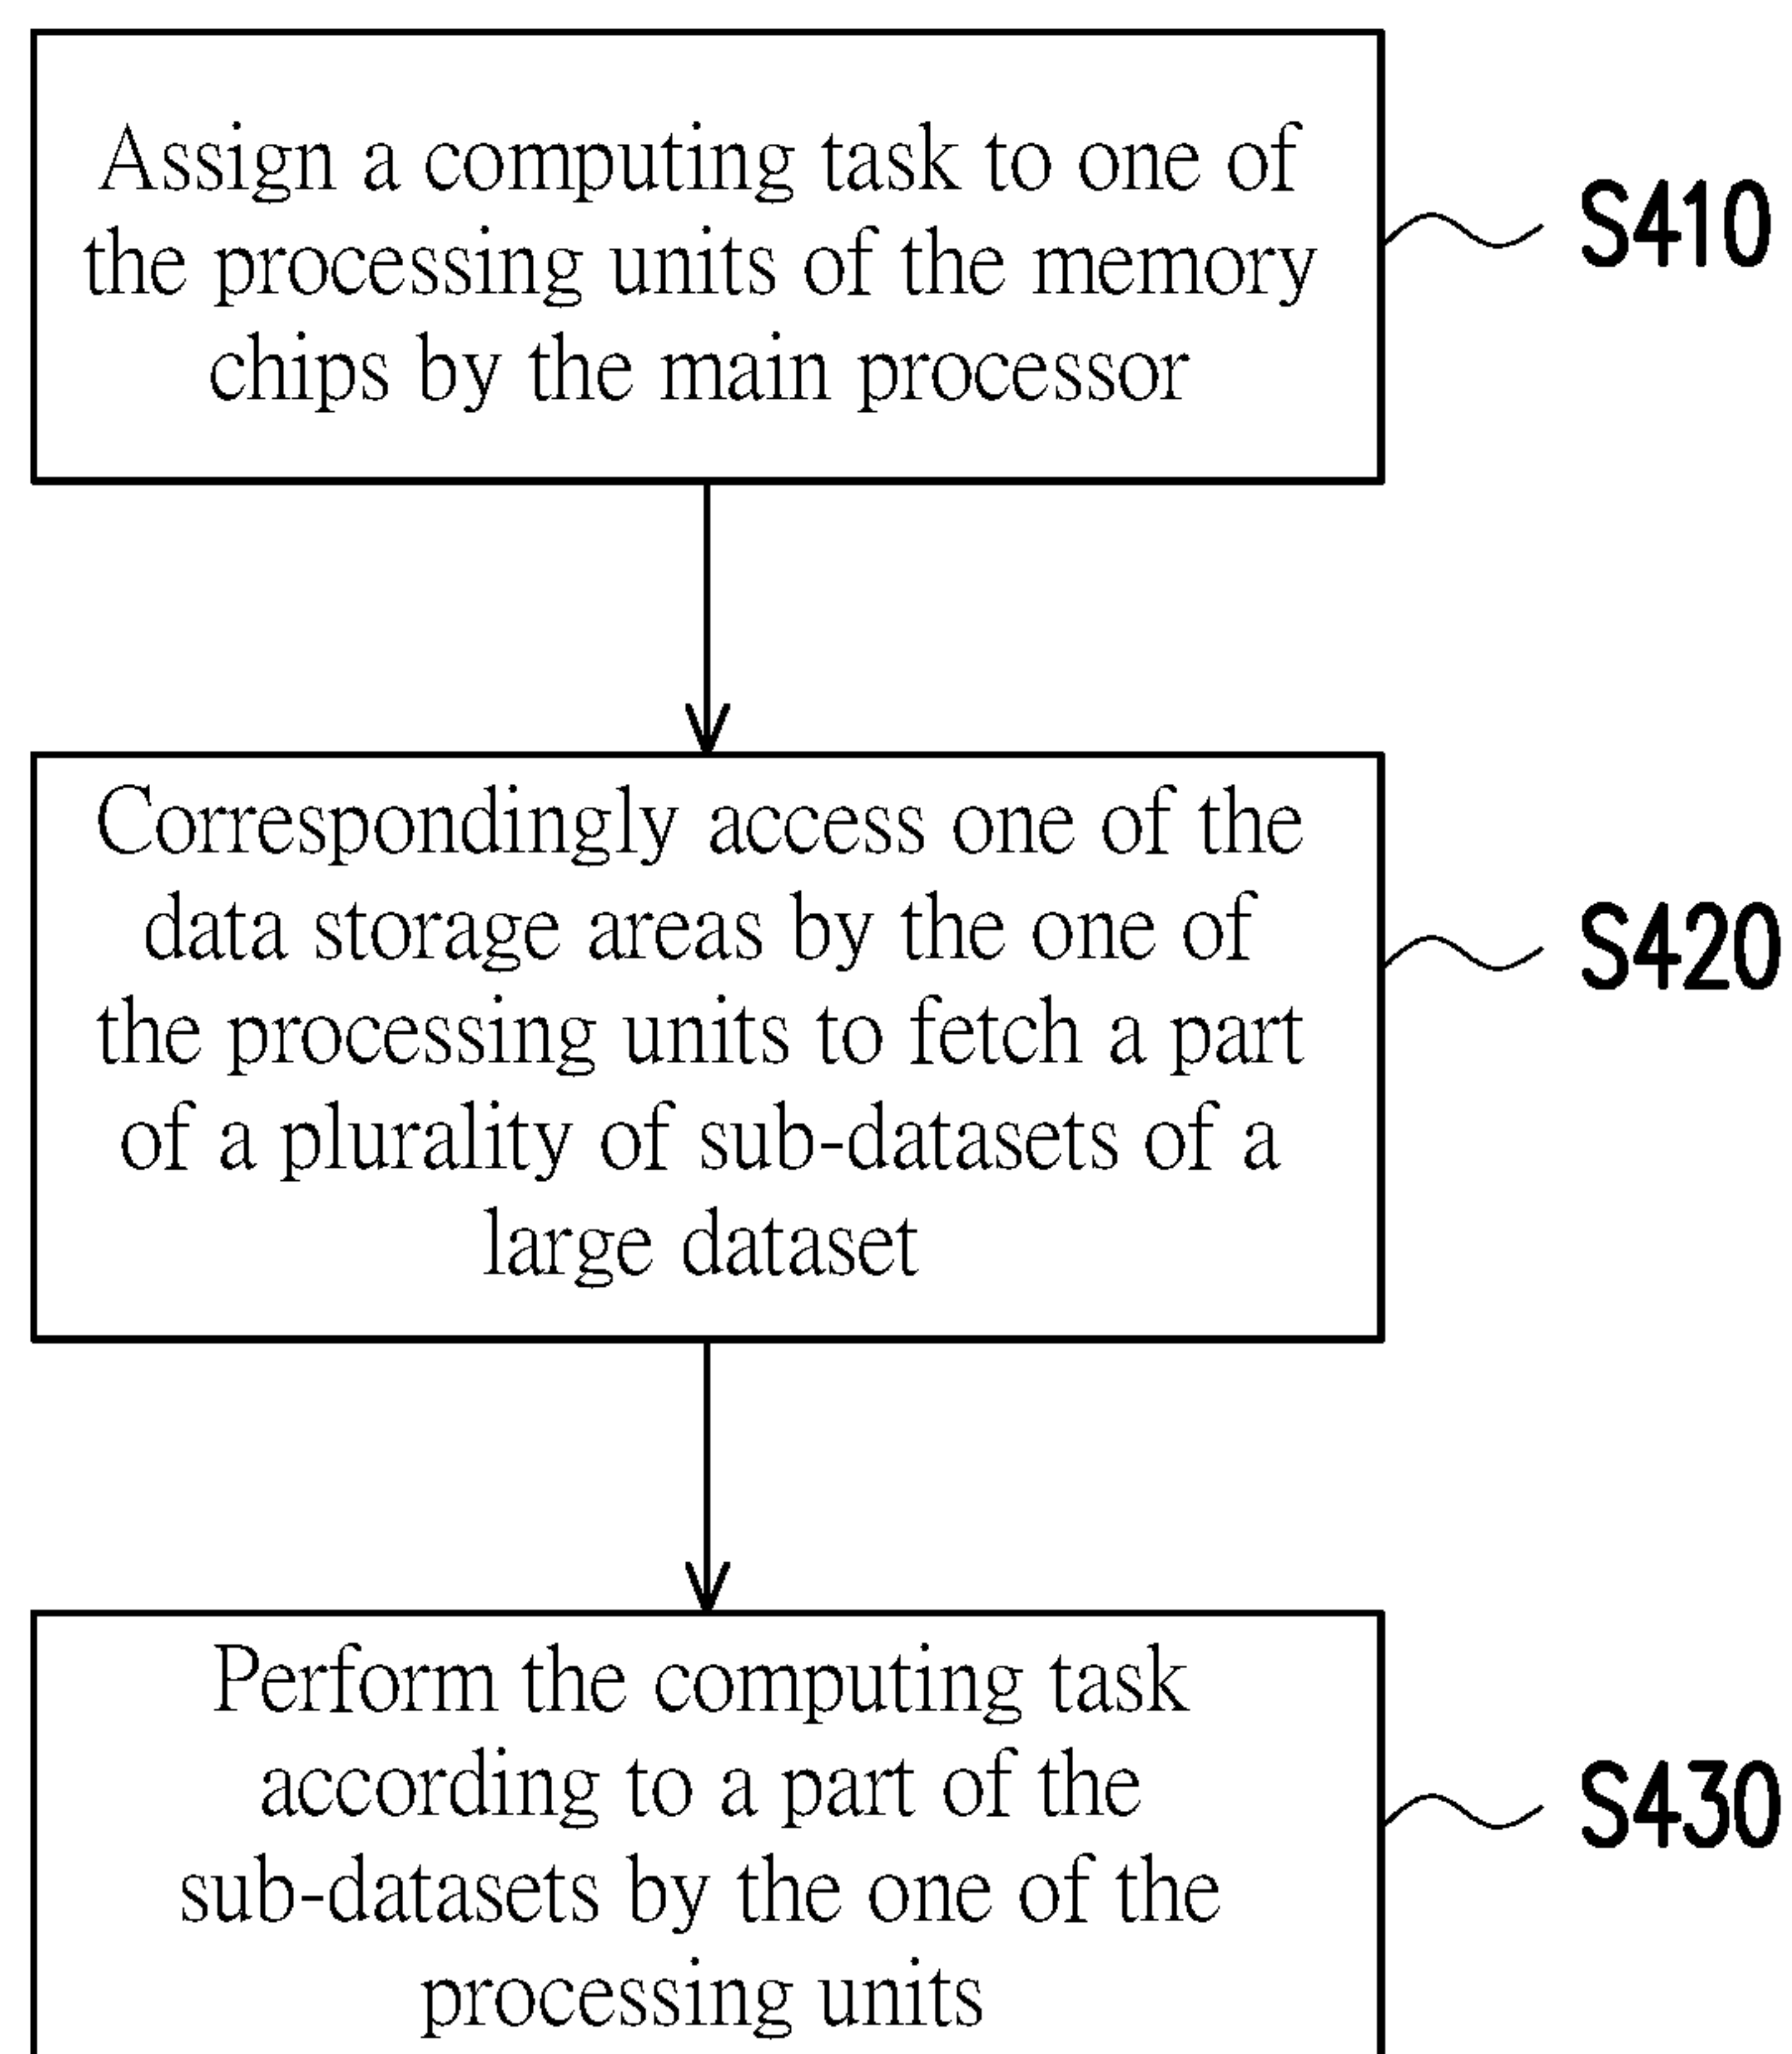 Assign a computing task to one of
the processing units of the memory
chips by the main processor
S410
Correspondingly access one of the
data storage areas by the one of
the processing units to fetch a part
of a plurality of sub-datasets of a
large dataset
S420
Perform the computing task
according to a part of the
sub-datasets by the one of the
processing units
S430